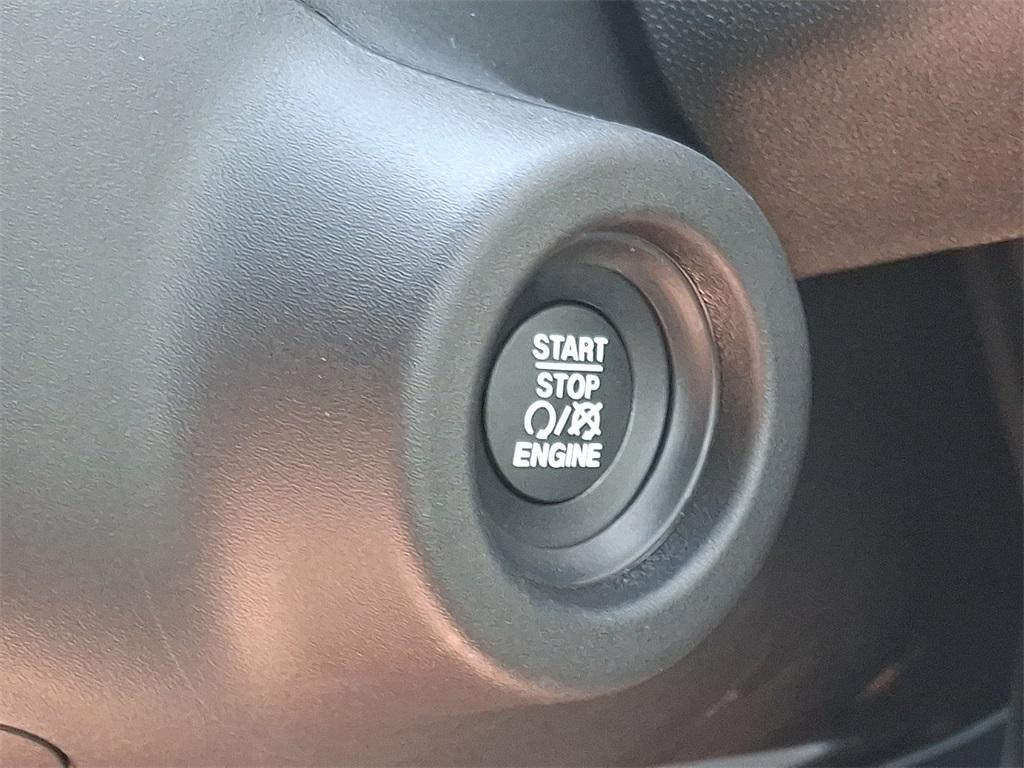 START
STOP
/
ENGINE